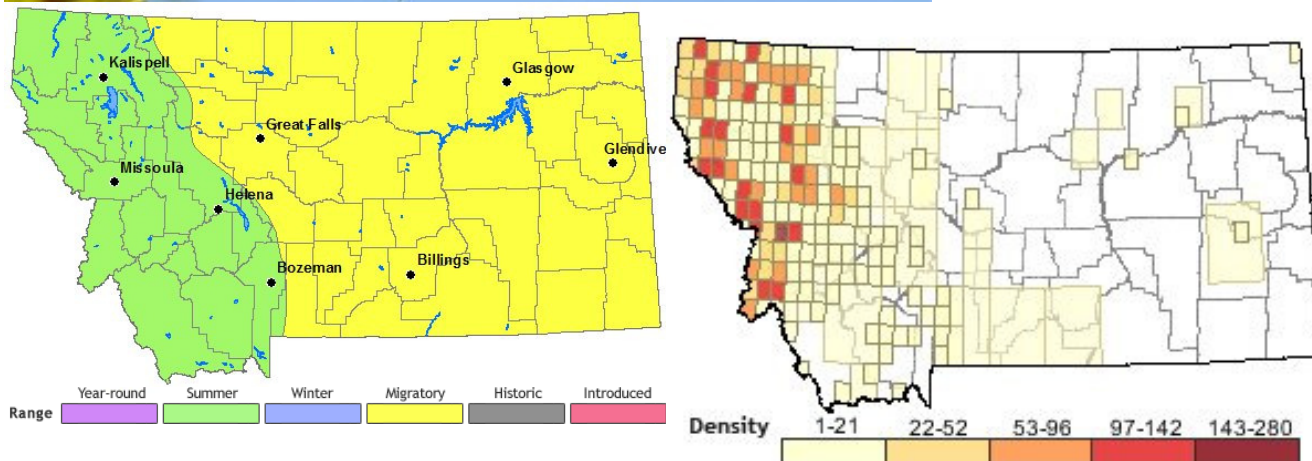 Kalispell
Glasgow
Great Falls
Glendive
Missoula
Helena
Bozeman
Billings
Year-round Summer Winter Migratory Historic Introduced
Range
Density 1-21 22-52 53-96 97-142 143-280